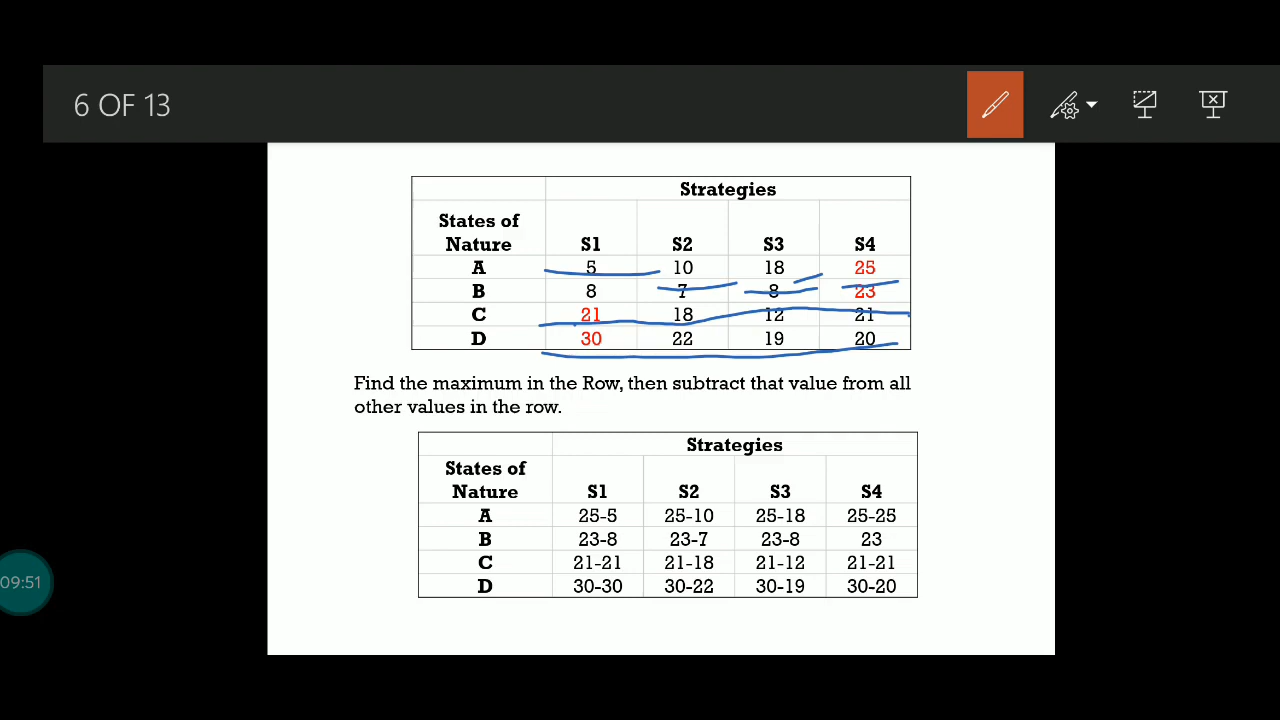 6 OF 13
Strategies
States of Nature S1 S2 S3 S4
A 5 10 18 25
B 8 7 8 23
C 21 18 12 21
D 30 22 19 20
Find the maximum in the Row, then subtract that value from all
other values in the row.
Strategies
States of Nature S1 S2 S3 S4
A 25-5 25-10 25-18 25-25
B 23-8 23-7 23-8 23
C 21-21 21-18 21-12 21-21
D 30-30 30-22 30-19 30-20
09:51